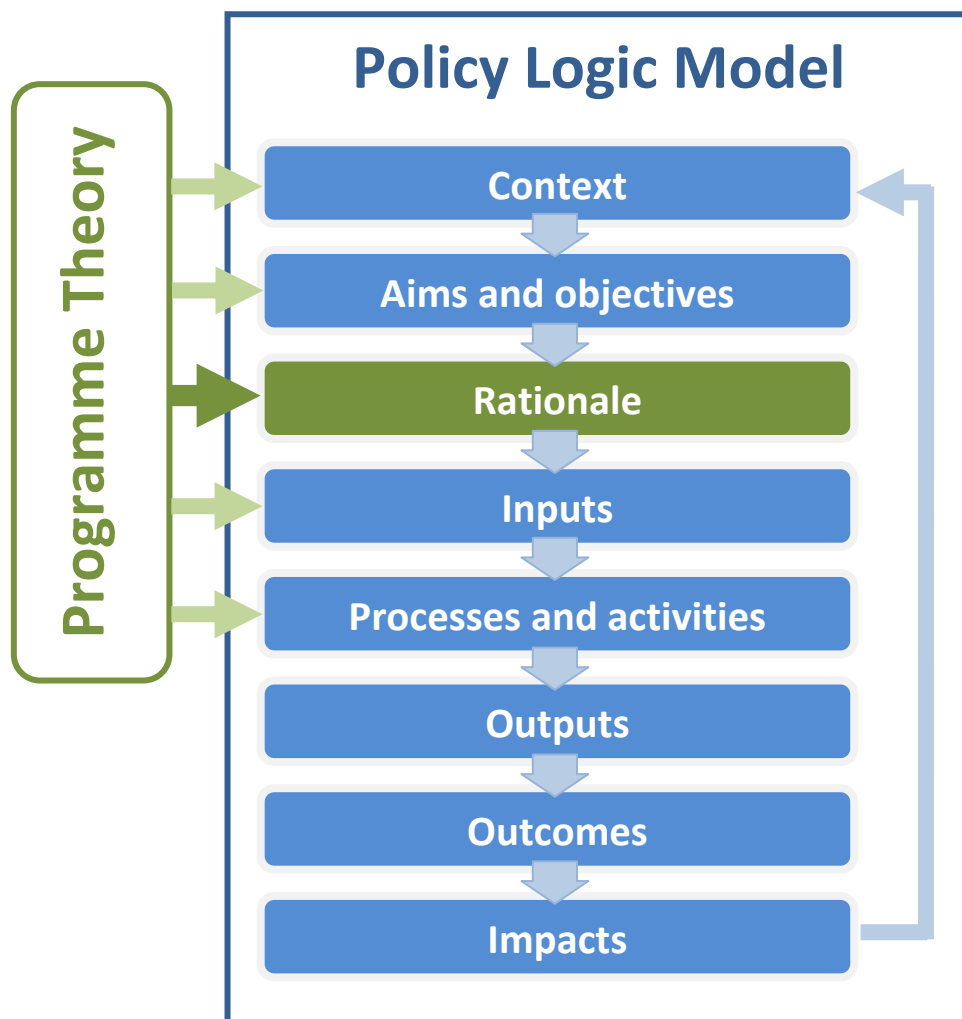 Policy Logic Model
Programme Theory
Context
Aims and objectives
Rationale
Inputs
Processes and activities
Outputs
Outcomes
Impacts